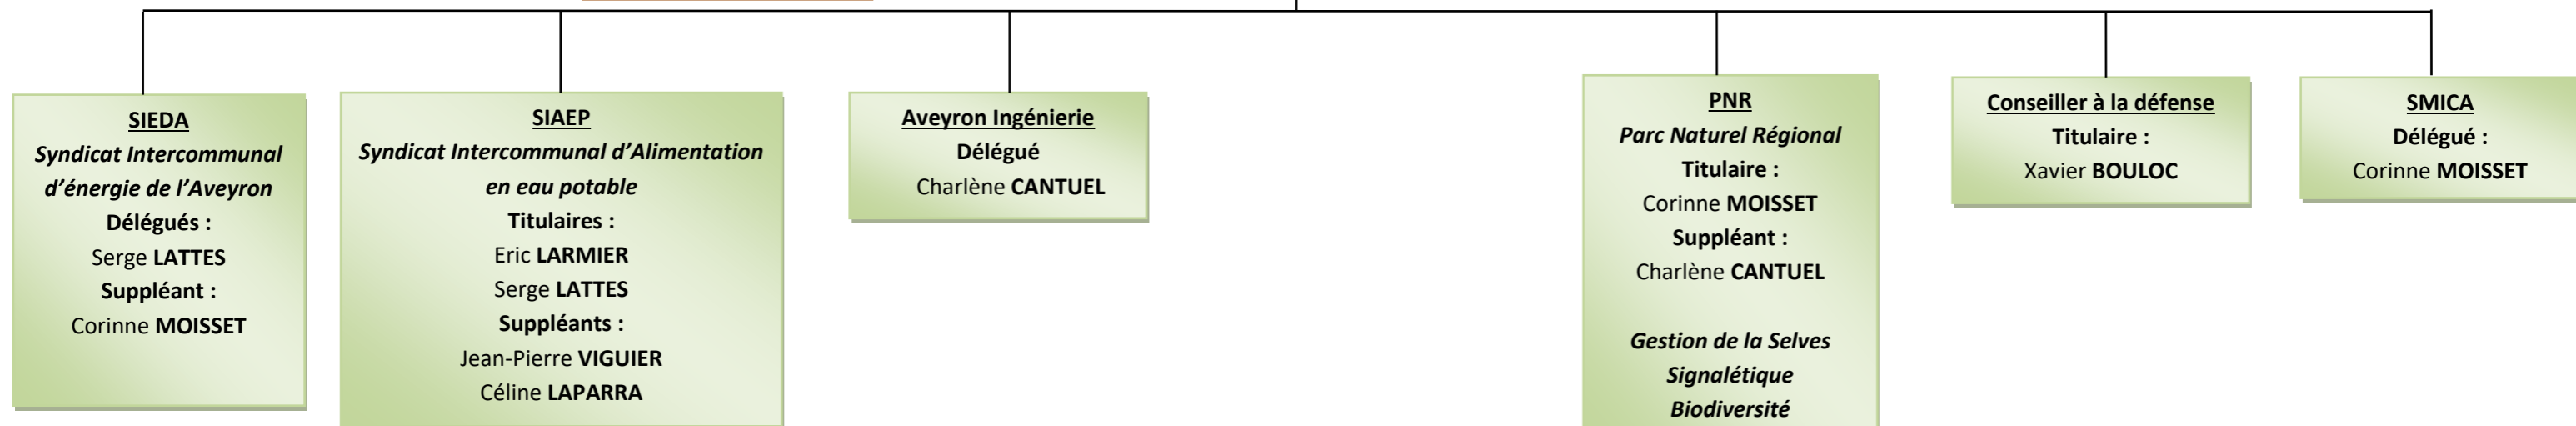 SIEDA
Syndicat Intercommunal
d’énergie de l’Aveyron
Délégués :
Serge LATTES
Suppléant :
Corinne MOISSET
SIAEP
Syndicat Intercommunal d’Alimentation
en eau potable
Titulaires :
Eric LARMIER
Serge LATTES
Suppléants :
Jean-Pierre VIGUIER
Céline LAPARRA
Aveyron Ingénierie
Délégué
Charlène CANTUEL
PNR
Parc Naturel Régional
Titulaire :
Corinne MOISSET
Suppléant :
Charlène CANTUEL
Gestion de la Selves
Signalétique
Biodiversité
Conseiller à la défense
Titulaire :
Xavier BOULOC
SMICA
Délégué :
Corinne MOISSET